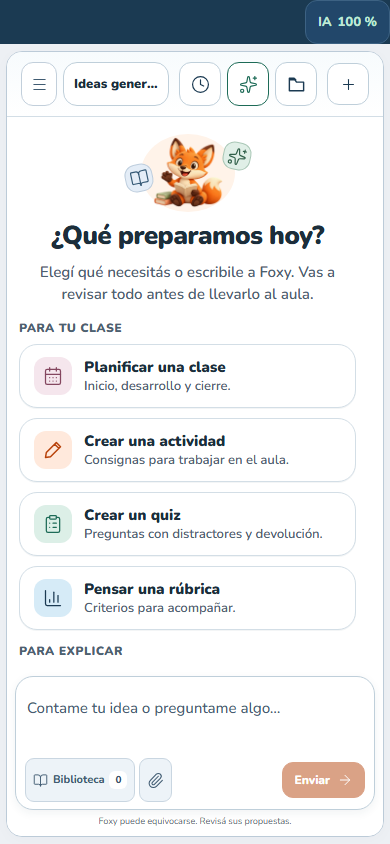 IA 100 %
Ideas gener...
¿Qué preparamos hoy?
Elegí qué necesitás o escribile a Foxy. Vas a
revisar todo antes de llevarlo al aula.
PARA TU CLASE
Planificar una clase
Inicio, desarrollo y cierre.
Crear una actividad
Consignas para trabajar en el aula.
Crear un quiz
Preguntas con distractores y devolución.
Pensar una rúbrica
Criterios para acompañar.
PARA EXPLICAR
Contame tu idea o preguntame algo...
Biblioteca 0
Enviar
Foxy puede equivocarse. Revisá sus propuestas.